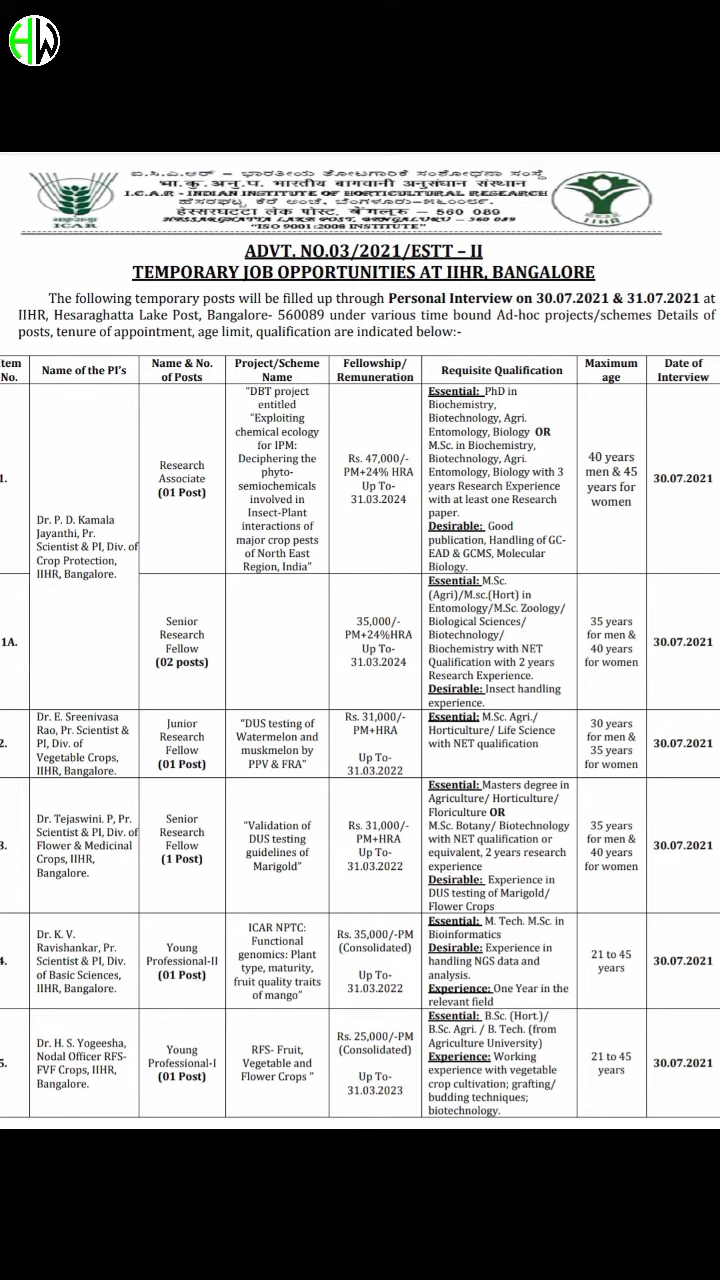 HW
ಐ.ಸಿ.ಎ.ಆರ್ - ಭಾರತೀಯ ತೋಟಗಾರಿಕೆ ಸಂಶೋಧನಾ ಸಂಸ್ಥೆ
भा.कृ.अनु.प. भारतीय बागवानी अनुसंधान संस्थान
I.C.A.R - INDIAN INSTITUTE OF HORTICULTURAL RESEARCH
ಹೆಸರಘಟ್ಟ ಕೆರೆ ಅಂಚೆ, ಬೆಂಗಳೂರು-೫೬೦೦೮೯.
हेस्सरघटटा लेक पोस्ट, बेंगलूरु – 560 089
HESSARGHATTA LAKE POST, BENGALURU – 560 089
"ISO 9001:2008 INSTITUTE"
ICAR
IIHR
ADVT. NO.03/2021/ESTT – II
TEMPORARY JOB OPPORTUNITIES AT IIHR, BANGALORE
The following temporary posts will be filled up through Personal Interview on 30.07.2021 & 31.07.2021 at
IIHR, Hesaraghatta Lake Post, Bangalore- 560089 under various time bound Ad-hoc projects/schemes Details of
posts, tenure of appointment, age limit, qualification are indicated below:-
tem
No.
Name of the PI's
Name & No.
of Posts
Project/Scheme
Name
Fellowship/
Remuneration
Requisite Qualification
Maximum
age
Date of
Interview
1.
Dr. P. D. Kamala
Jayanthi, Pr.
Scientist & PI, Div. of
Crop Protection,
IIHR, Bangalore.
Research
Associate
(01 Post)
"DBT project
entitled
"Exploiting
chemical ecology
for IPM:
Deciphering the
phyto-
semiochemicals
involved in
Insect-Plant
interactions of
major crop pests
of North East
Region, India"
Rs. 47,000/-
PM+24% HRA
Up To-
31.03.2024
Essential: PhD in
Biochemistry,
Biotechnology, Agri.
Entomology, Biology OR
M.Sc. in Biochemistry,
Biotechnology, Agri.
Entomology, Biology with 3
years Research Experience
with at least one Research
paper.
Desirable: Good
publication, Handling of GC-
EAD & GCMS, Molecular
Biology.
40 years
men & 45
years for
women
30.07.2021
1A.
Senior
Research
Fellow
(02 posts)
35,000/-
PM+24%HRA
Up To-
31.03.2024
Essential: M.Sc.
(Agri)/M.sc.(Hort) in
Entomology/M.Sc. Zoology/
Biological Sciences/
Biotechnology/
Biochemistry with NET
Qualification with 2 years
Research Experience.
Desirable: Insect handling
experience.
35 years
for men &
40 years
for women
30.07.2021
2.
Dr. E. Sreenivasa
Rao, Pr. Scientist &
PI, Div. of
Vegetable Crops,
IIHR, Bangalore.
Junior
Research
Fellow
(01 Post)
"DUS testing of
Watermelon and
muskmelon by
PPV & FRA"
Rs. 31,000/-
PM+HRA
Up To-
31.03.2022
Essential: M.Sc. Agri./
Horticulture/ Life Science
with NET qualification
30 years
for men &
35 years
for women
30.07.2021
3.
Dr. Tejaswini. P, Pr.
Scientist & PI, Div. of
Flower & Medicinal
Crops, IIHR,
Bangalore.
Senior
Research
Fellow
(1 Post)
"Validation of
DUS testing
guidelines of
Marigold"
Rs. 31,000/-
PM+HRA
Up To-
31.03.2022
Essential: Masters degree in
Agriculture/ Horticulture/
Floriculture OR
M.Sc. Botany/ Biotechnology
with NET qualification or
equivalent, 2 years research
experience
Desirable: Experience in
DUS testing of Marigold/
Flower Crops
35 years
for men &
40 years
for women
30.07.2021
4.
Dr. K. V.
Ravishankar, Pr.
Scientist & PI, Div.
of Basic Sciences,
IIHR, Bangalore.
Young
Professional-II
(01 Post)
ICAR NPTC:
Functional
genomics: Plant
type, maturity,
fruit quality traits
of mango"
Rs. 35,000/-PM
(Consolidated)
Up To-
31.03.2022
Essential: M. Tech. M.Sc. in
Bioinformatics
Desirable: Experience in
handling NGS data and
analysis.
Experience: One Year in the
relevant field
21 to 45
years
30.07.2021
5.
Dr. H. S. Yogeesha,
Nodal Officer RFS-
FVF Crops, IIHR,
Bangalore.
Young
Professional-I
(01 Post)
RFS- Fruit,
Vegetable and
Flower Crops "
Rs. 25,000/-PM
(Consolidated)
Up To-
31.03.2023
Essential: B.Sc. (Hort.)/
B.Sc. Agri. / B. Tech. (from
Agriculture University)
Experience: Working
experience with vegetable
crop cultivation; grafting/
budding techniques;
biotechnology.
21 to 45
years
30.07.2021